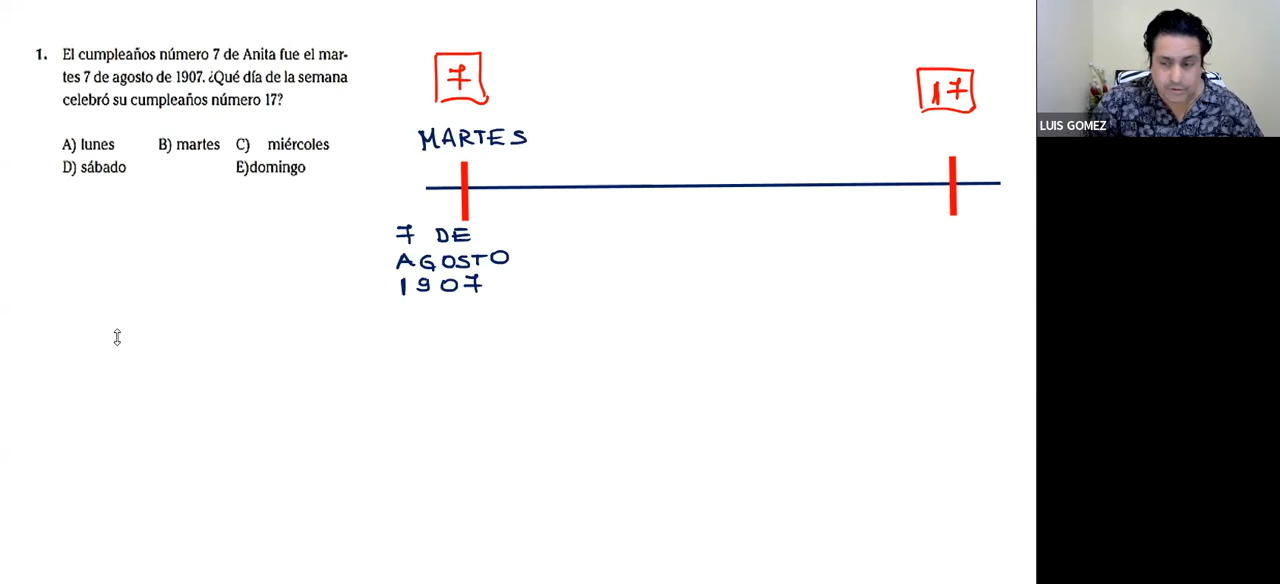 1. El cumpleaños número 7 de Anita fue el mar-
tes 7 de agosto de 1907. ¿Qué día de la semana
celebró su cumpleaños número 17?
A) lunes B) martes C) miércoles
D) sábado E)domingo
7
17
MARTES
7 DE
AGOSTO
1907
LUIS GOMEZ